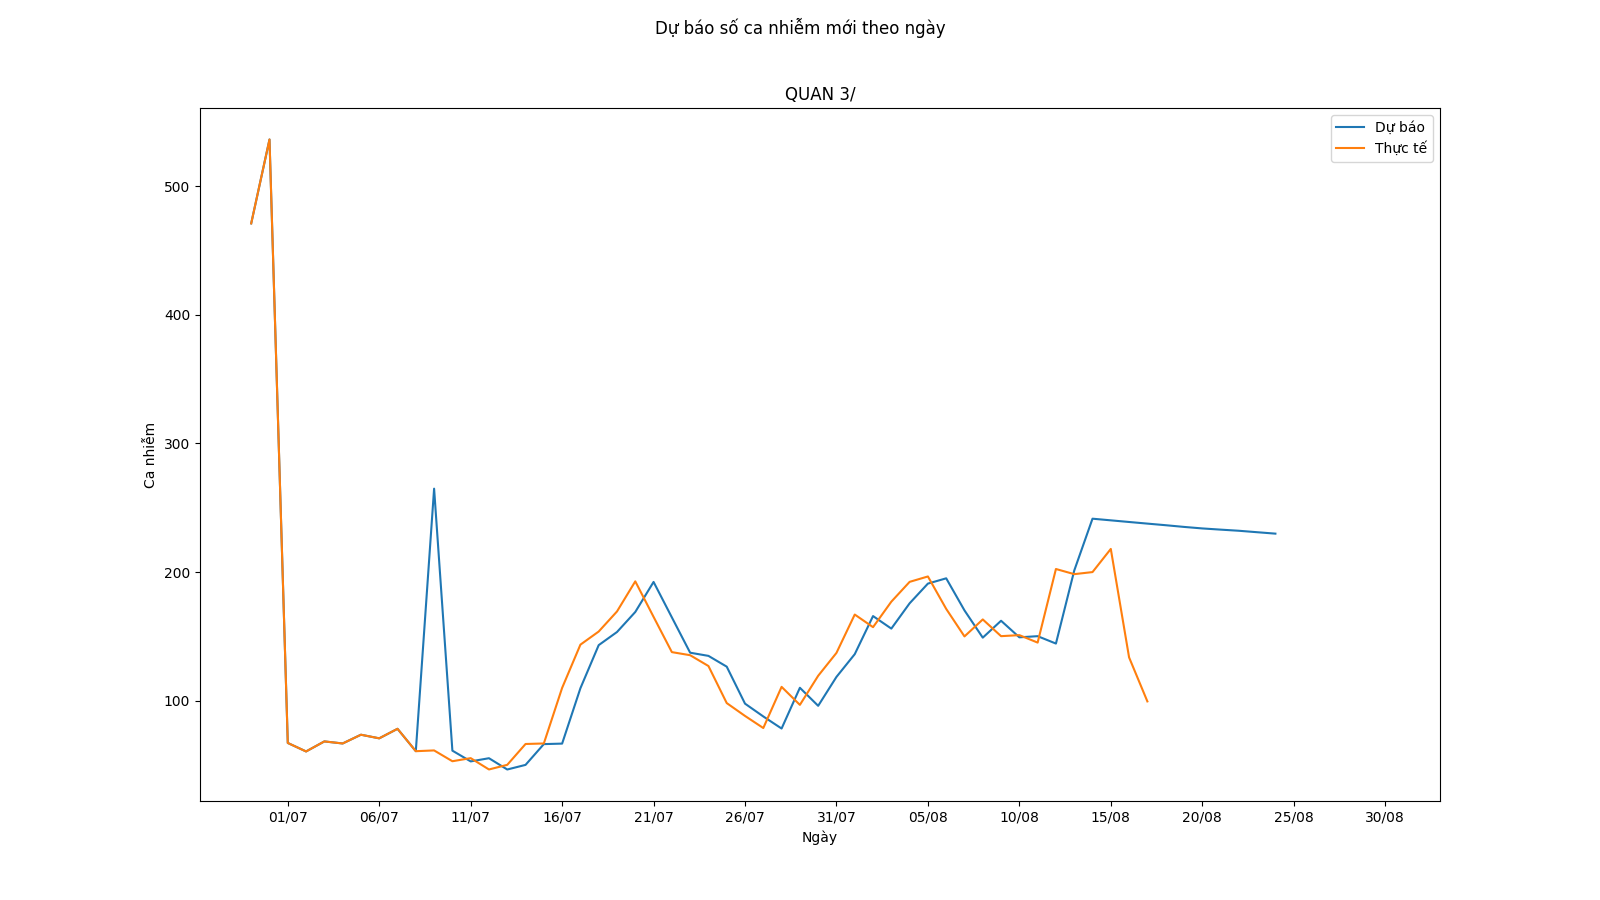 Dự báo số ca nhiễm mới theo ngày
QUAN 3/
Dự báo
Thực tế
500
400
300
200
100
Ca nhiễm
01/07 06/07 11/07 16/07 21/07 26/07 31/07 05/08 10/08 15/08 20/08 25/08 30/08
Ngày